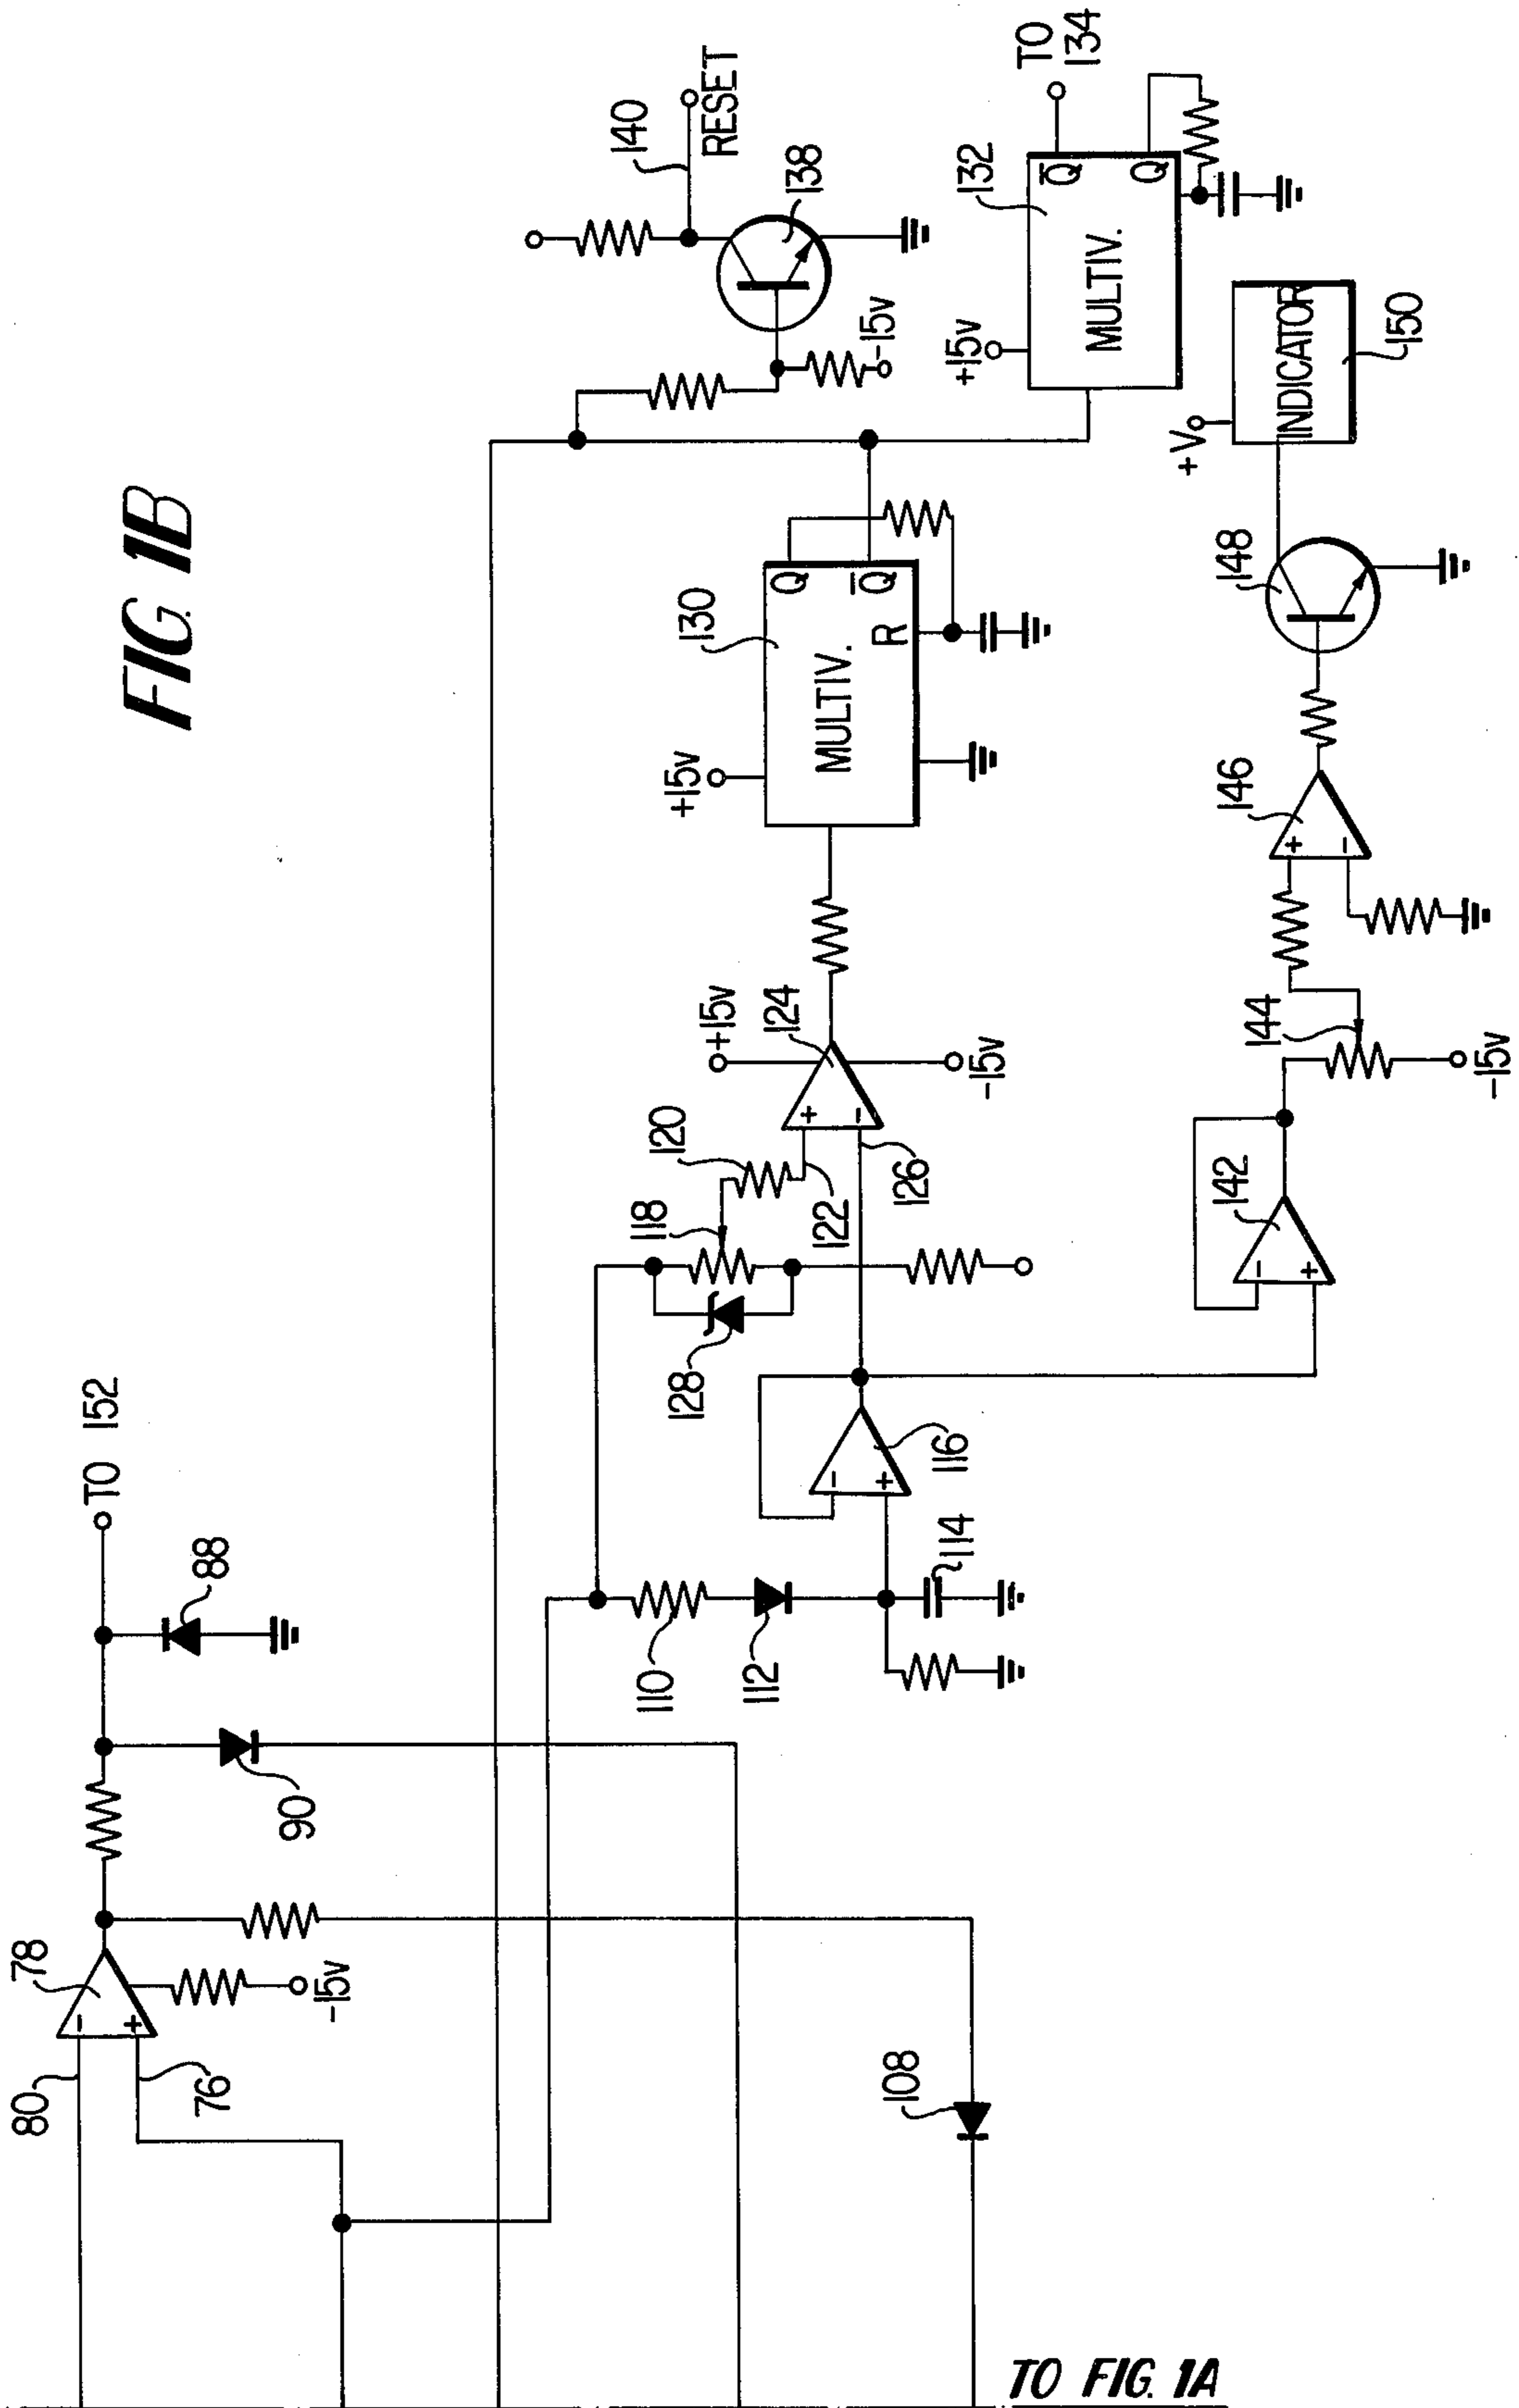 FIG. 1B
80
76
78
-
+
-15v
90
88
TO 152
108
110
112
114
116
-
+
128
118
120
122
126
124
+
-
+15v
-15v
130
+15v
MULTIV.
Q
Q̅
R
140
RESET
138
-15v
132
+15v
MULTIV.
Q̅
Q
TO
134
142
-
+
144
-15v
146
+
-
148
+V
INDICATOR
150
TO FIG. 1A